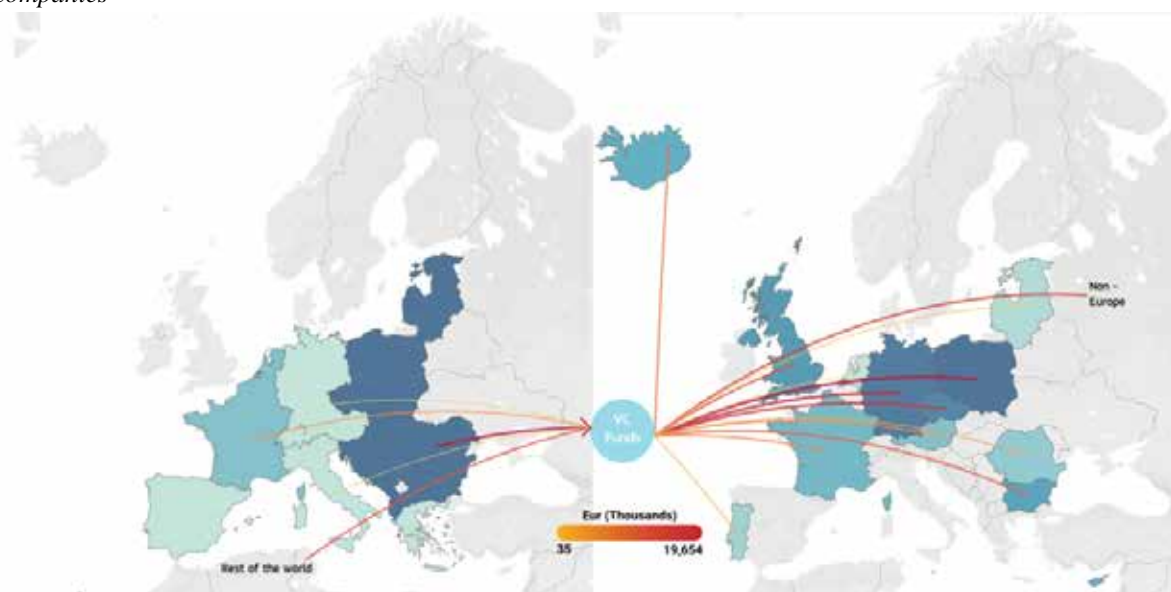 companies
Non -
Europe
VC
Funds
Eur (Thousands)
35
19,654
Rest of the world